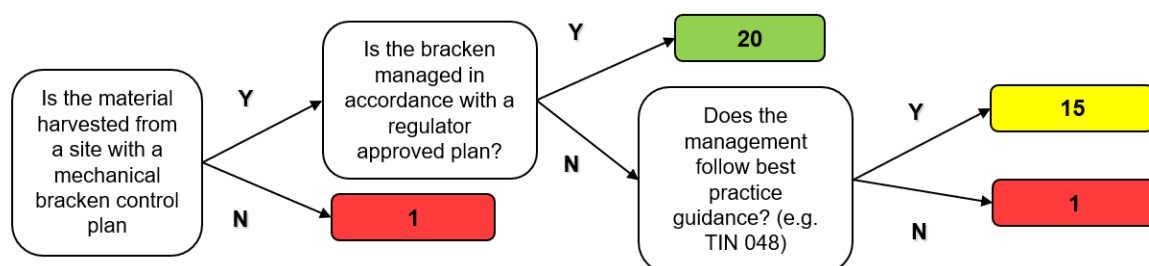 Is the material
harvested from
a site with a
mechanical
bracken control
plan
Y
N
Is the bracken
managed in
accordance with a
regulator
approved plan?
1
Y
N
20
Does the
management
follow best
practice
guidance? (e.g.
TIN 048)
Y
N
15
1